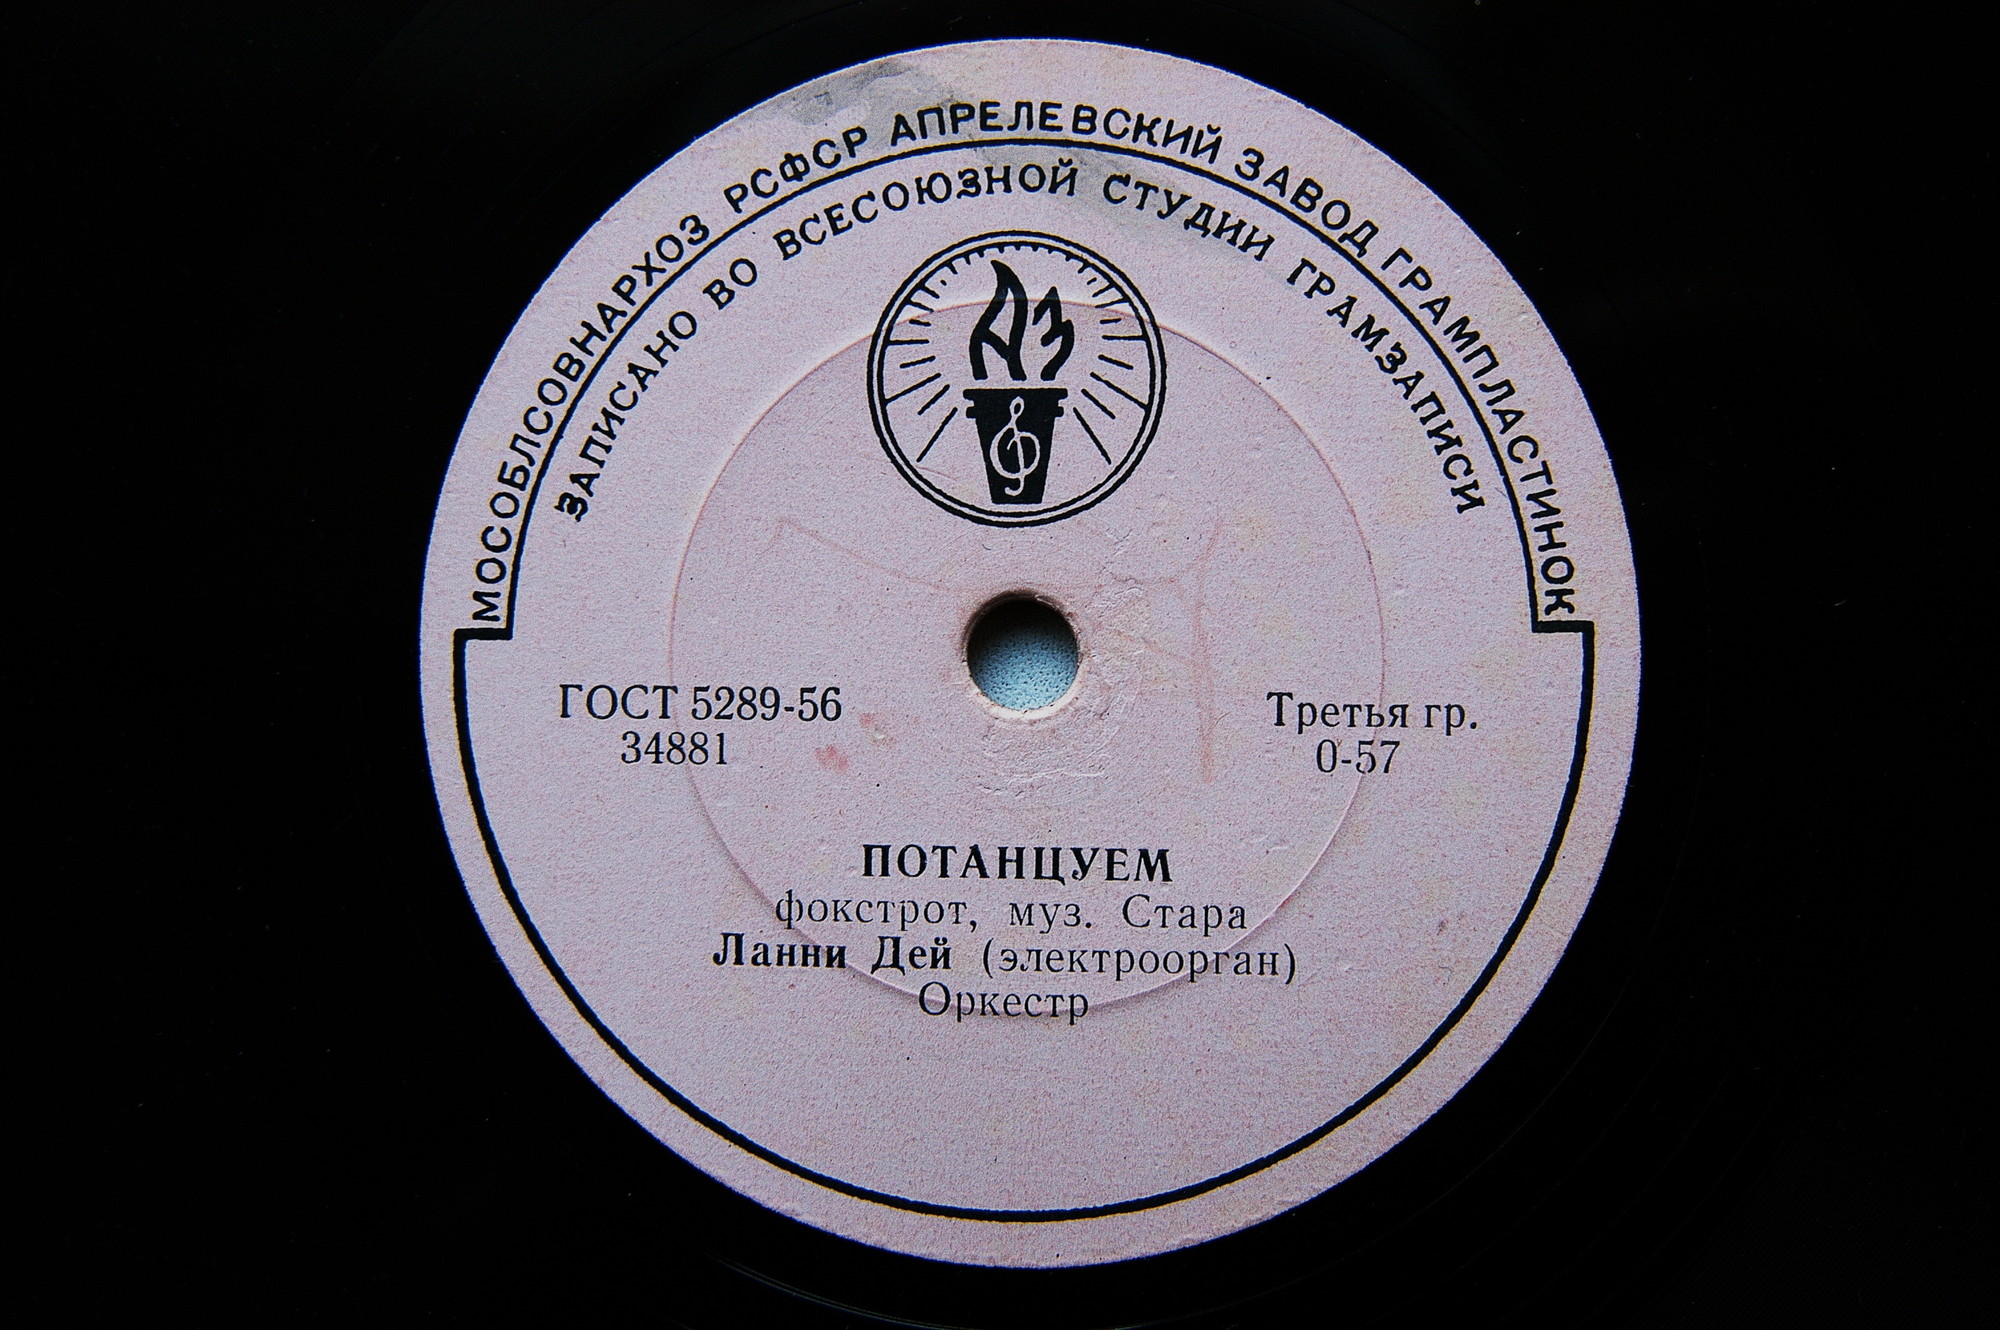 МОСОБЛСОВНАРХОЗ РСФСР АПРЕЛЕВСКИЙ ЗАВОД ГРАМПЛАСТИНОК
ЗАПИСАНО ВО ВСЕСОЮЗНОЙ СТУДИИ ГРАМЗАПИСИ
АЗ
ГОСТ 5289-56
34881
Третья гр.
0-57
ПОТАНЦУЕМ
фокстрот, муз. Стара
Ланни Дей (электроорган)
Оркестр